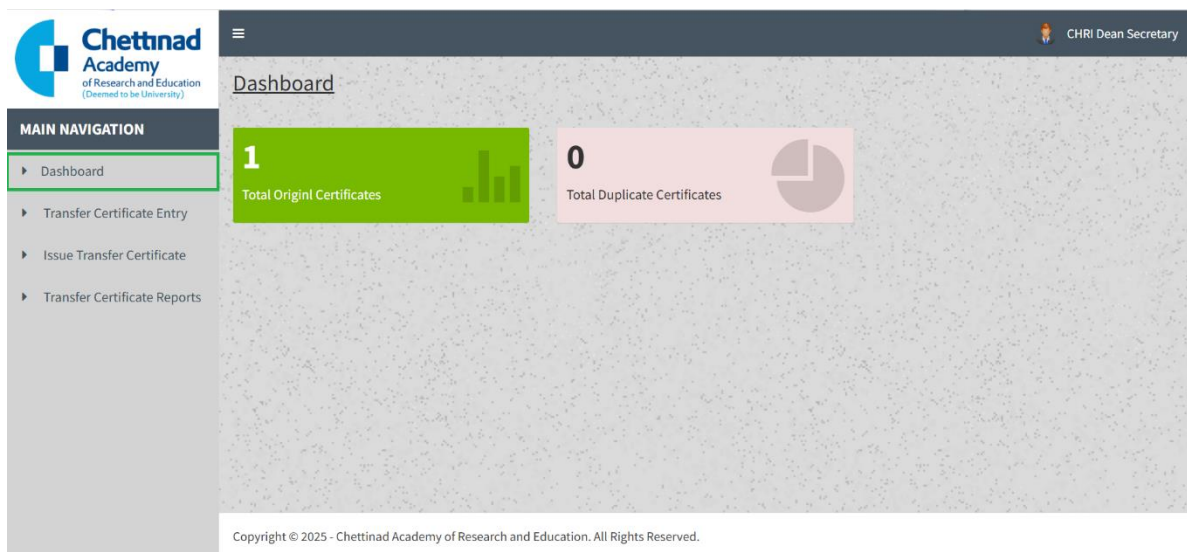 Chettinad
Academy
of Research and Education
(Deemed to be University)
CHRI Dean Secretary
MAIN NAVIGATION
Dashboard
Transfer Certificate Entry
Issue Transfer Certificate
Transfer Certificate Reports
Dashboard
1
Total Originl Certificates
0
Total Duplicate Certificates
Copyright © 2025 - Chettinad Academy of Research and Education. All Rights Reserved.